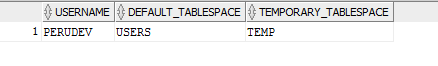 USERNAME DEFAULT_TABLESPACE TEMPORARY_TABLESPACE
1 PERUDEV USERS TEMP